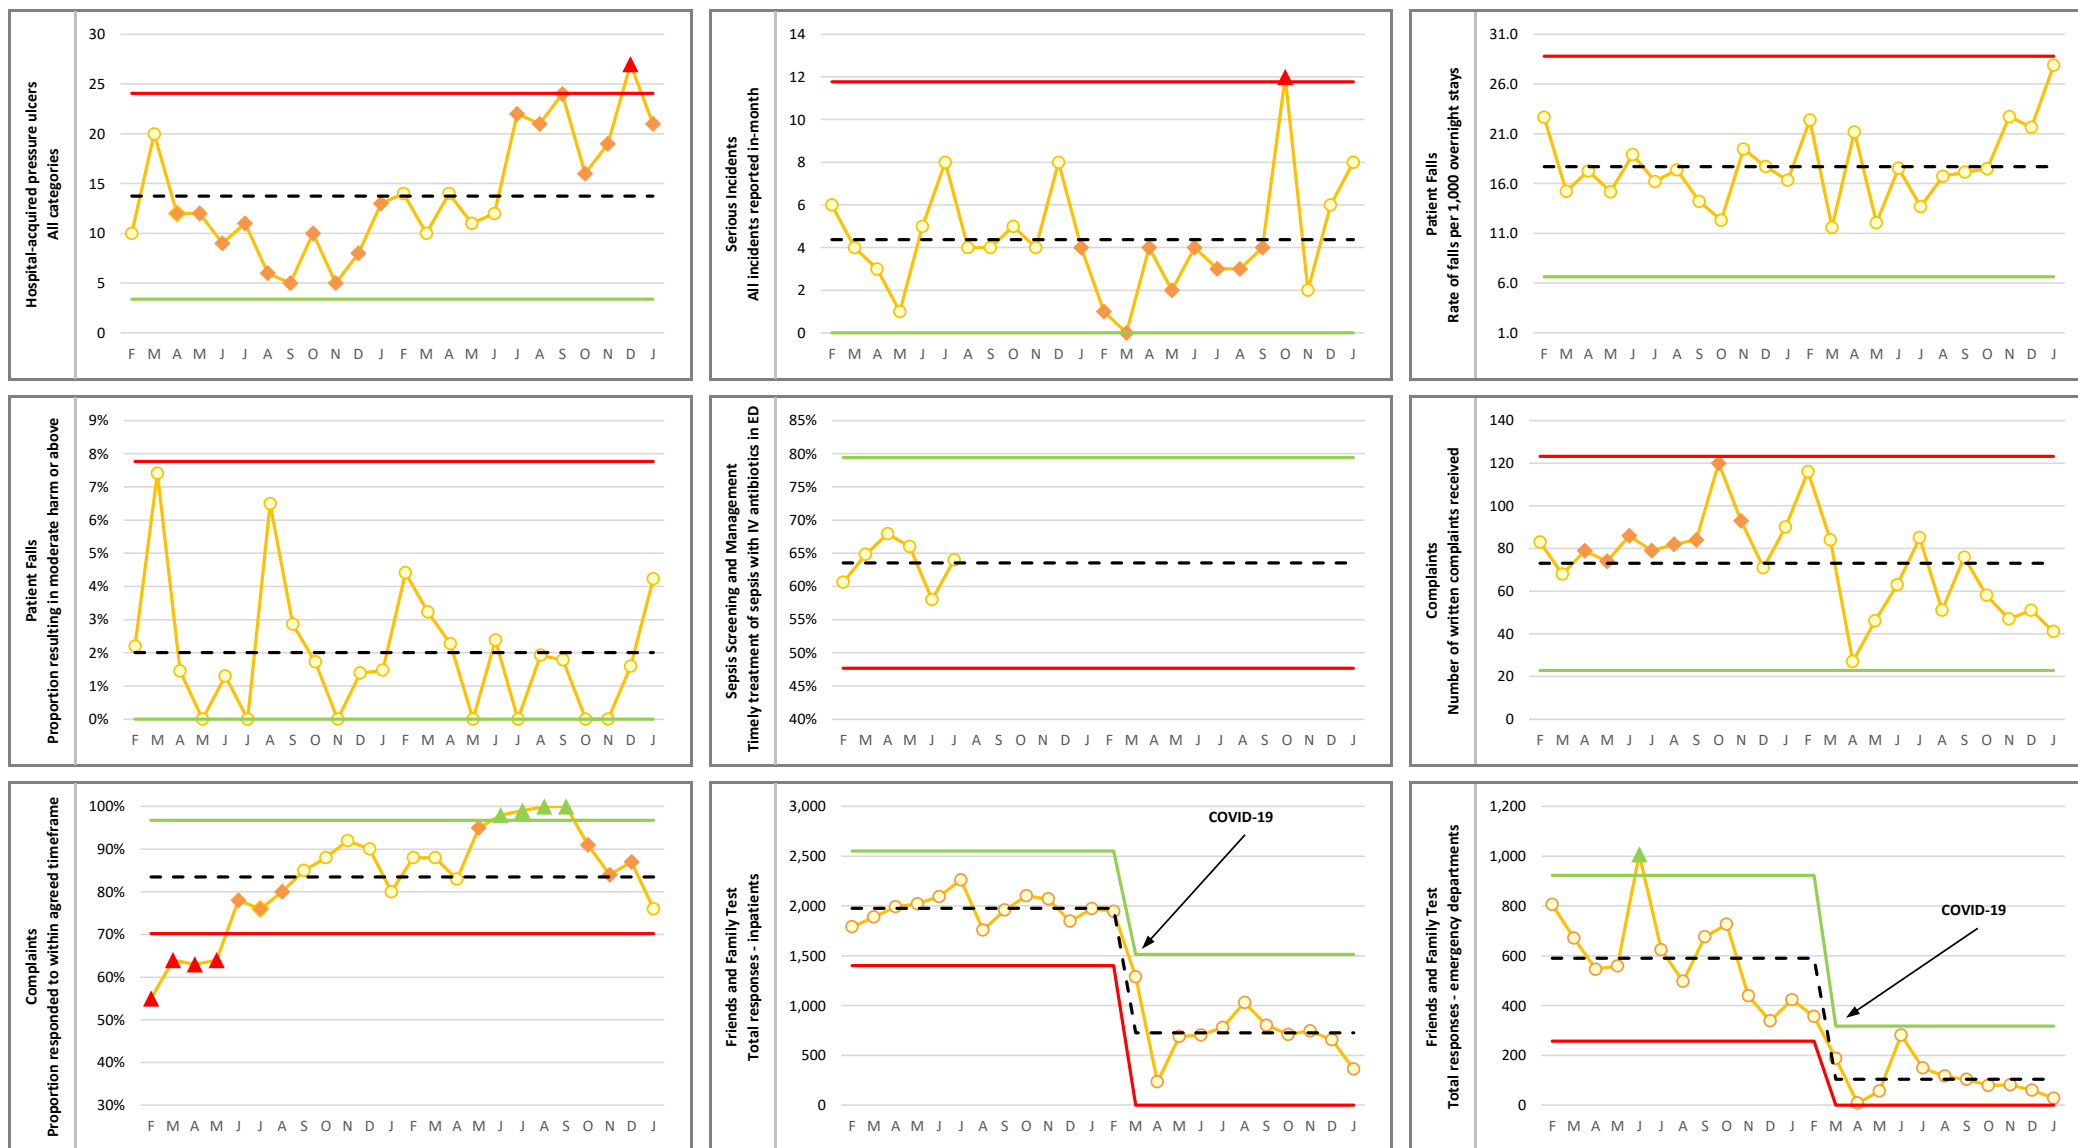 Hospital-acquired pressure ulcers
All categories
30
25
20
15
10
5
0
F M A M J J A S O N D J F M A M J J A S O N D J
Serious Incidents
All incidents reported in-month
14
12
10
8
6
4
2
0
F M A M J J A S O N D J F M A M J J A S O N D J
Patient Falls
Rate of falls per 1,000 overnight stays
31.0
26.0
21.0
16.0
11.0
6.0
1.0
F M A M J J A S O N D J F M A M J J A S O N D J
Patient Falls
Proportion resulting in moderate harm or above
9%
8%
7%
6%
5%
4%
3%
2%
1%
0%
F M A M J J A S O N D J F M A M J J A S O N D J
Sepsis Screening and Management
Timely treatment of sepsis with IV antibiotics in ED
85%
80%
75%
70%
65%
60%
55%
50%
45%
40%
F M A M J J A S O N D J F M A M J J A S O N D J
Complaints
Number of written complaints received
140
120
100
80
60
40
20
0
F M A M J J A S O N D J F M A M J J A S O N D J
Complaints
Proportion responded to within agreed timeframe
100%
90%
80%
70%
60%
50%
40%
30%
F M A M J J A S O N D J F M A M J J A S O N D J
Friends and Family Test
Total responses - inpatients
3,000
2,500
2,000
1,500
1,000
500
0
COVID-19
F M A M J J A S O N D J F M A M J J A S O N D J
Friends and Family Test
Total responses - emergency departments
1,200
1,000
800
600
400
200
0
COVID-19
F M A M J J A S O N D J F M A M J J A S O N D J